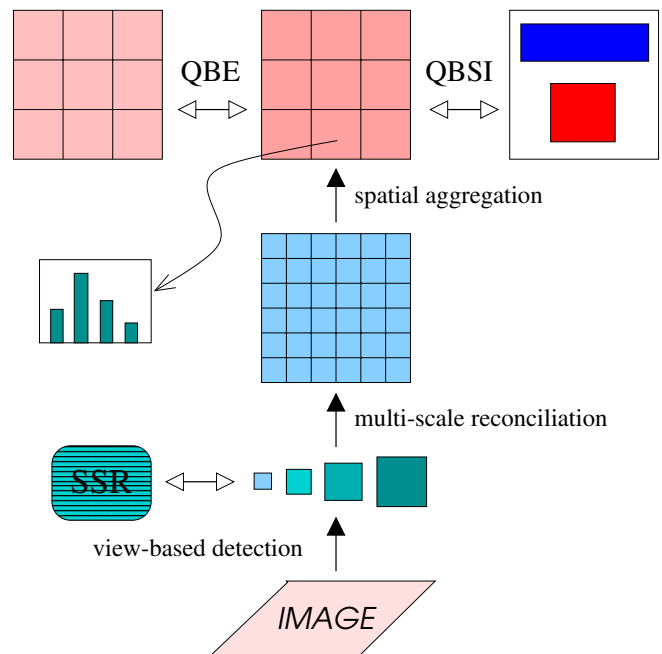 QBE
QBSI
spatial aggregation
multi-scale reconciliation
SSR
view-based detection
IMAGE